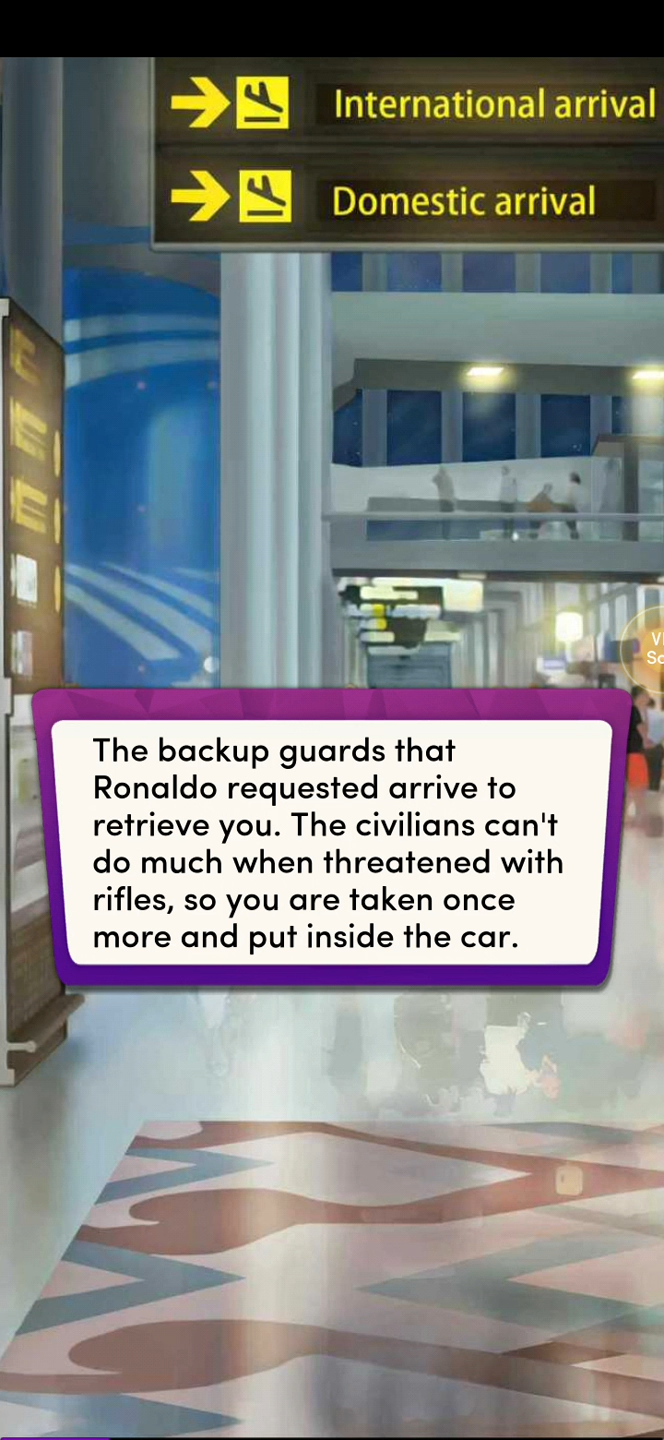 International arrival
Domestic arrival
The backup guards that
Ronaldo requested arrive to
retrieve you. The civilians can't
do much when threatened with
rifles, so you are taken once
more and put inside the car.